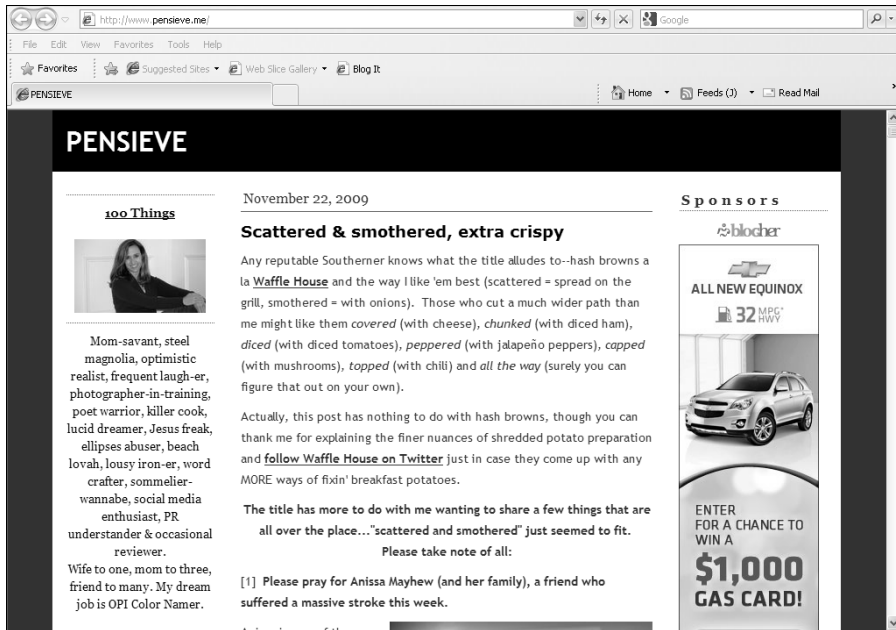 http://www.pensieve.me/
Google
File Edit View Favorites Tools Help
Favorites Suggested Sites Web Slice Gallery Blog It
PENSIEVE
Home Feeds (J) Read Mail
PENSIEVE
100 Things
Mom-savant, steel
magnolia, optimistic
realist, frequent laugh-er,
photographer-in-training,
poet warrior, killer cook,
lucid dreamer, Jesus freak,
ellipses abuser, beach
lovah, lousy iron-er, word
crafter, sommelier-
wannabe, social media
enthusiast, PR
understander & occasional
reviewer.
Wife to one, mom to three,
friend to many. My dream
job is OPI Color Namer.
November 22, 2009
Scattered & smothered, extra crispy
Any reputable Southerner knows what the title alludes to--hash browns a
la Waffle House and the way I like 'em best (scattered = spread on the
grill, smothered = with onions). Those who cut a much wider path than
me might like them covered (with cheese), chunked (with diced ham),
diced (with diced tomatoes), peppered (with jalapeño peppers), capped
(with mushrooms), topped (with chili) and all the way (surely you can
figure that out on your own).
Actually, this post has nothing to do with hash browns, though you can
thank me for explaining the finer nuances of shredded potato preparation
and follow Waffle House on Twitter just in case they come up with any
MORE ways of fixin' breakfast potatoes.
The title has more to do with me wanting to share a few things that are
all over the place..."scattered and smothered" just seemed to fit.
Please take note of all:
[1] Please pray for Anissa Mayhew (and her family), a friend who
suffered a massive stroke this week.
Sponsors
blogher
ALL NEW EQUINOX
32 MPG*
HWY
ENTER
FOR A CHANCE TO
WIN A
$1,000
GAS CARD!